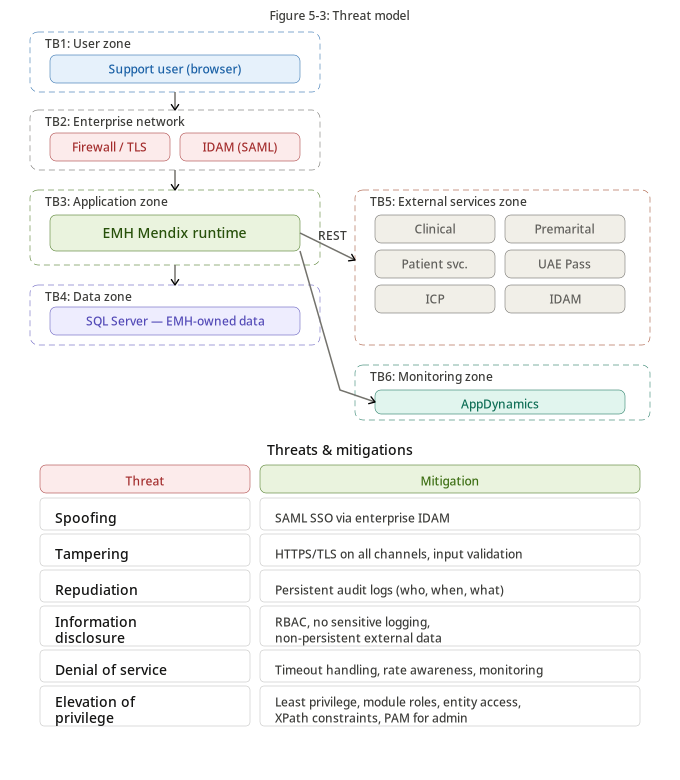 Figure 5-3: Threat model
TB1: User zone
Support user (browser)
TB2: Enterprise network
Firewall / TLS
IDAM (SAML)
TB3: Application zone
EMH Mendix runtime
REST
TB5: External services zone
Clinical
Premarital
Patient svc.
UAE Pass
ICP
IDAM
TB4: Data zone
SQL Server — EMH-owned data
TB6: Monitoring zone
AppDynamics
Threats & mitigations
Threat
Mitigation
Spoofing
SAML SSO via enterprise IDAM
Tampering
HTTPS/TLS on all channels, input validation
Repudiation
Persistent audit logs (who, when, what)
Information
disclosure
RBAC, no sensitive logging,
non-persistent external data
Denial of service
Timeout handling, rate awareness, monitoring
Elevation of
privilege
Least privilege, module roles, entity access,
XPath constraints, PAM for admin